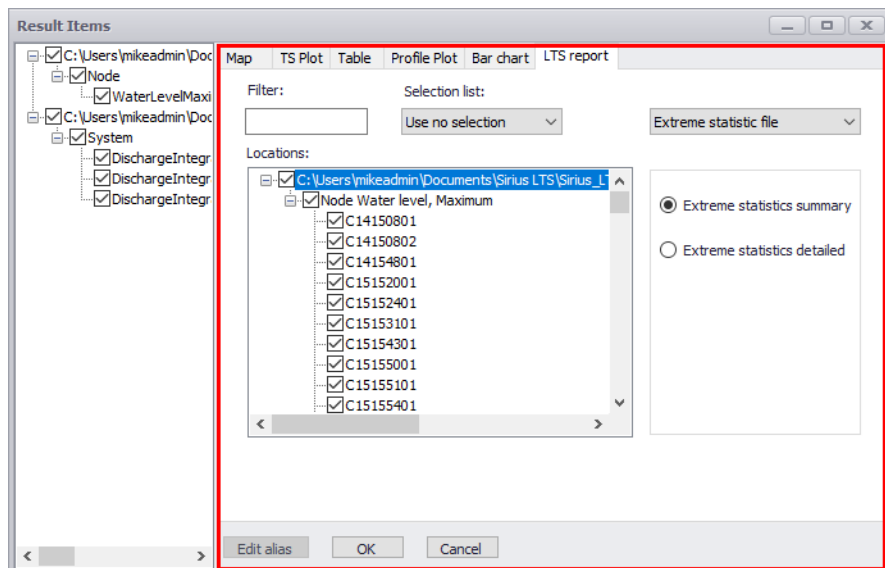 Result Items
C:\Users\mikeadmin\Doc
Node
WaterLevelMaxi
C:\Users\mikeadmin\Doc
System
DischargeIntegr
DischargeIntegr
DischargeIntegr
Map TS Plot Table Profile Plot Bar chart LTS report
Filter: Selection list:
Use no selection Extreme statistic file
Locations:
C:\Users\mikeadmin\Documents\Sirius LTS\Sirius_LT
Node Water level, Maximum
C14150801
C14150802
C14154801
C15152001
C15152401
C15153101
C15154301
C15155001
C15155101
C15155401
Extreme statistics summary
Extreme statistics detailed
Edit alias OK Cancel